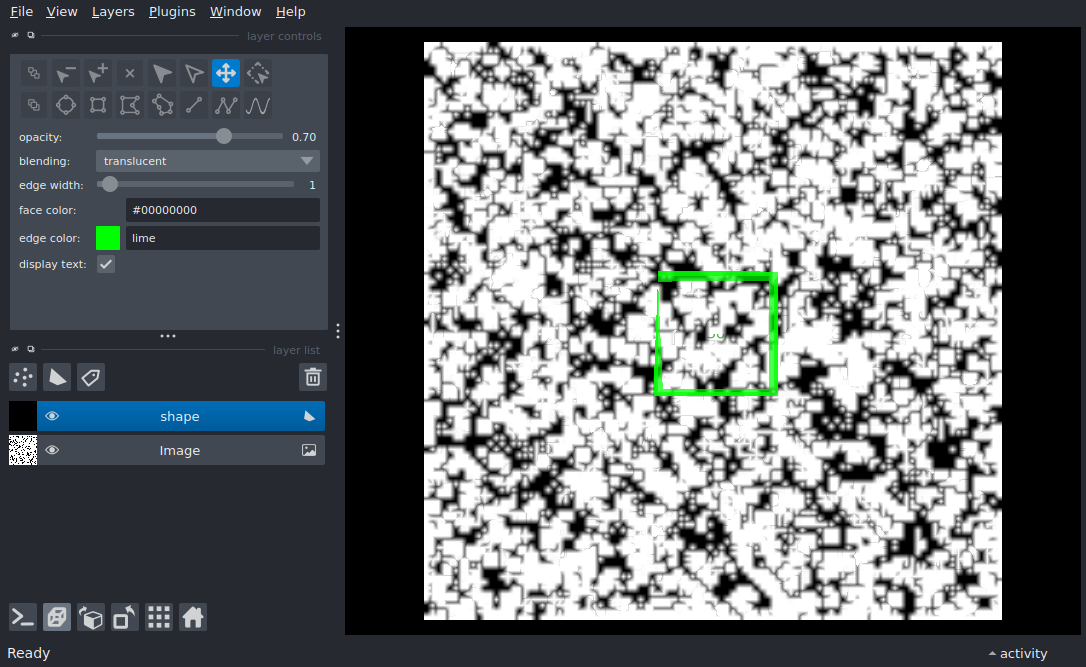 File View Layers Plugins Window Help
layer controls
opacity: 0.70
blending: translucent
edge width: 1
face color: #00000000
edge color: lime
display text:
layer list
shape
Image
Ready
activity